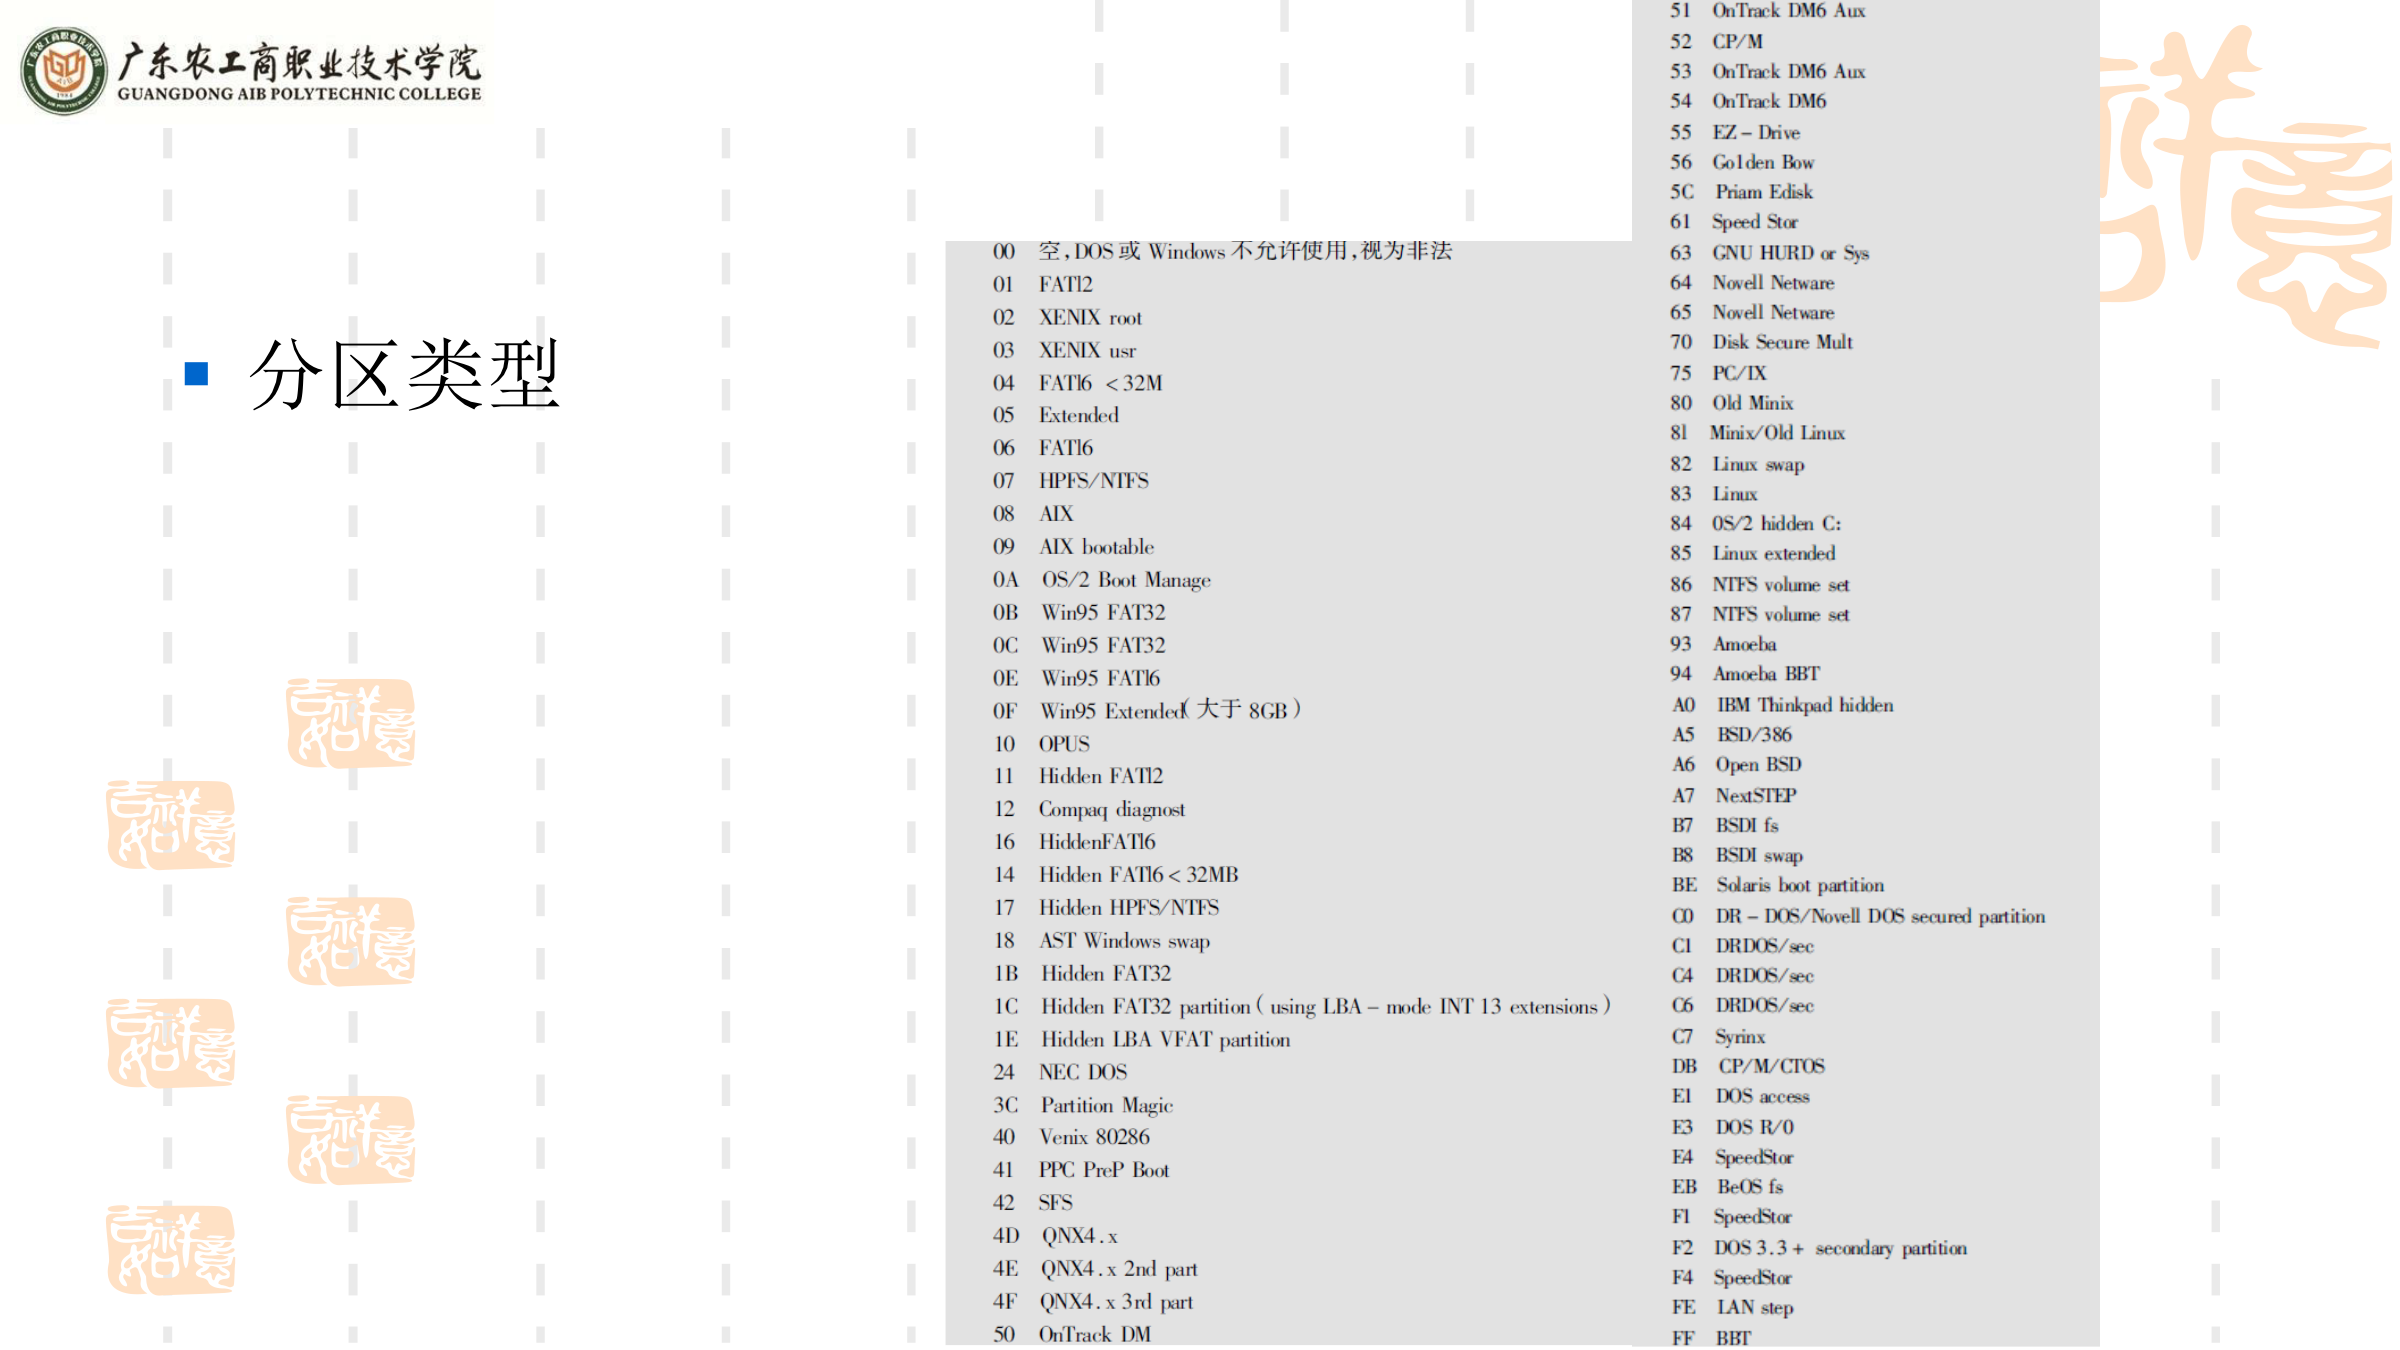 广东农工商职业技术学院
GUANGDONG AIB POLYTECHNIC COLLEGE
分区类型
00 空,DOS或 Windows 不允许使用,视为非法
01 FAT12
02 XENIX root
03 XENIX usr
04 FAT16 <32M
05 Extended
06 FAT16
07 HPFS/NTFS
08 AIX
09 AIX bootable
0A OS/2 Boot Manage
0B Win95 FAT32
0C Win95 FAT32
0E Win95 FAT16
0F Win95 Extended(大于 8GB)
10 OPUS
11 Hidden FAT12
12 Compaq diagnost
16 HiddenFAT16
14 Hidden FAT16<32MB
17 Hidden HPFS/NTFS
18 AST Windows swap
1B Hidden FAT32
1C Hidden FAT32 partition(using LBA-mode INT 13 extensions)
1E Hidden LBA VFAT partition
24 NEC DOS
3C Partition Magic
40 Venix 80286
41 PPC PreP Boot
42 SFS
4D QNX4.x
4E QNX4.x 2nd part
4F QNX4.x 3rd part
50 OnTrack DM
51 OnTrack DM6 Aux
52 CP/M
53 OnTrack DM6 Aux
54 OnTrack DM6
55 EZ-Drive
56 Golden Bow
5C Priam Edisk
61 Speed Stor
63 GNU HURD or Sys
64 Novell Netware
65 Novell Netware
70 Disk Secure Mult
75 PC/IX
80 Old Minix
81 Minix/Old Linux
82 Linux swap
83 Linux
84 OS/2 hidden C:
85 Linux extended
86 NTFS volume set
87 NTFS volume set
93 Amoeba
94 Amoeba BBT
A0 IBM Thinkpad hidden
A5 BSD/386
A6 Open BSD
A7 NextSTEP
B7 BSDI fs
B8 BSDI swap
BE Solaris boot partition
C0 DR-DOS/Novell DOS secured partition
C1 DRDOS/sec
C4 DRDOS/sec
C6 DRDOS/sec
C7 Syrinx
DB CP/M/CTOS
E1 DOS access
E3 DOS R/O
E4 SpeedStor
EB BeOS fs
F1 SpeedStor
F2 DOS 3.3+ secondary partition
F4 SpeedStor
FE LAN step
FF BBT